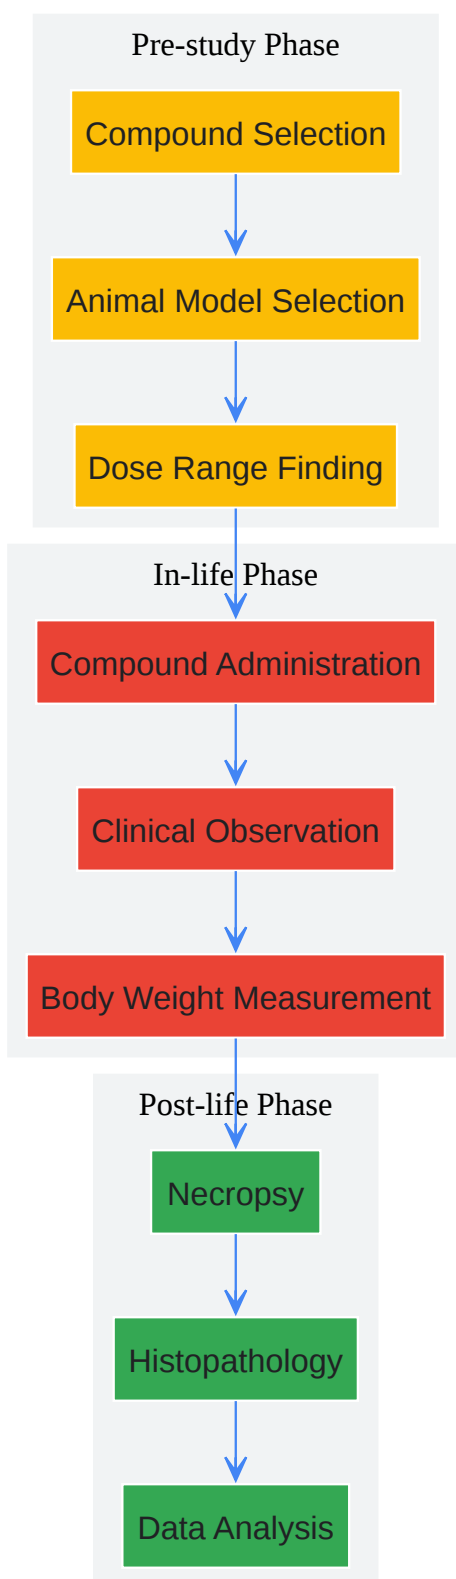 Pre-study Phase
Compound Selection
Animal Model Selection
Dose Range Finding
In-life Phase
Compound Administration
Clinical Observation
Body Weight Measurement
Post-life Phase
Necropsy
Histopathology
Data Analysis